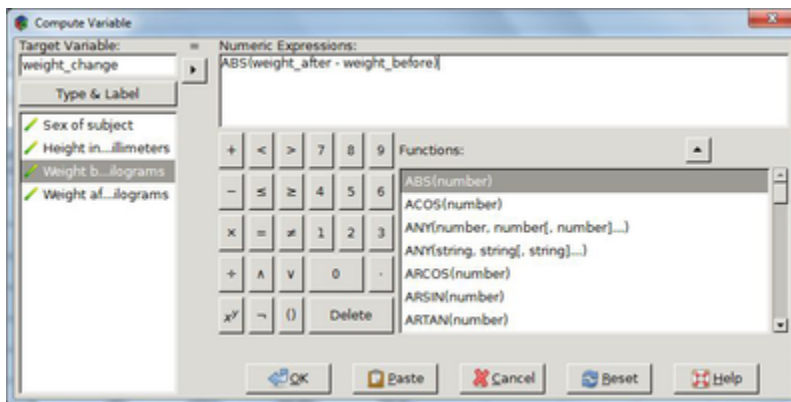 Compute Variable
Target Variable:
=
Numeric Expressions:
weight_change
ABS(weight_after - weight_before)
Type & Label
Sex of subject
Height in...illimeters
Weight b...ilograms
Weight af...ilograms
+ < > 7 8 9
− ≤ ≥ 4 5 6
× = ≠ 1 2 3
÷ ∧ ∨ 0 ·
xʸ ¬ () Delete
Functions:
ABS(number)
ACOS(number)
ANY(number, number[, number]...)
ANY(string, string[, string]...)
ARCOS(number)
ARSIN(number)
ARTAN(number)
OK Paste Cancel Reset Help